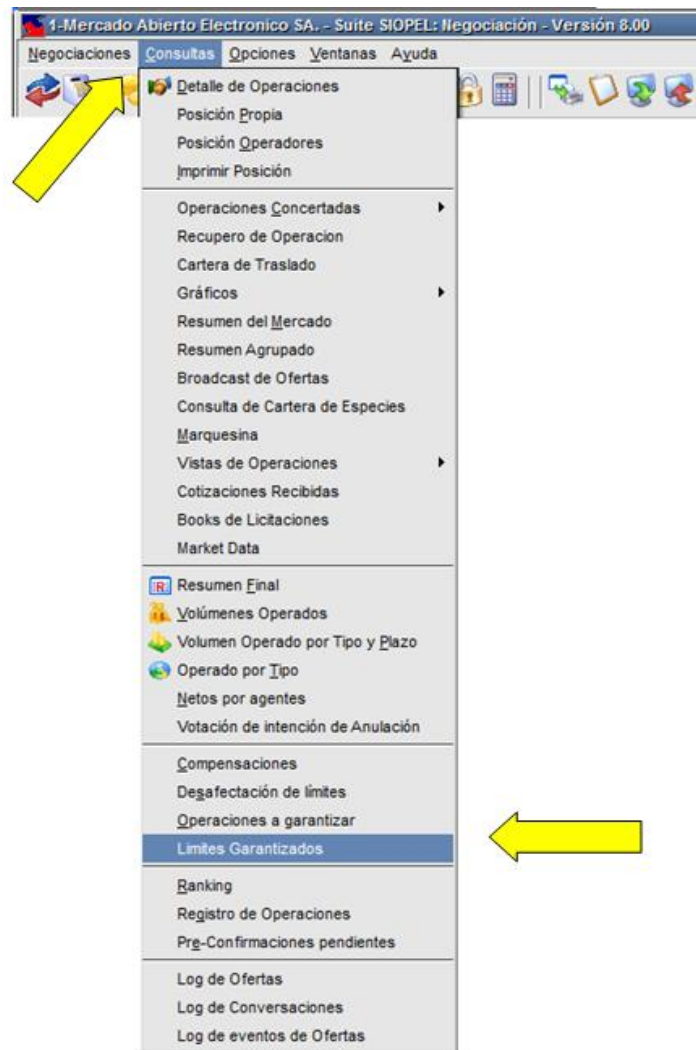 1-Mercado Abierto Electronico SA. - Suite SIOPEL: Negociación - Versión 8.00
Negociaciones Consultas Opciones Ventanas Ayuda
Detalle de Operaciones
Posición Propia
Posición Operadores
Imprimir Posición
Operaciones Concertadas
Recupero de Operacion
Cartera de Traslado
Gráficos
Resumen del Mercado
Resumen Agrupado
Broadcast de Ofertas
Consulta de Cartera de Especies
Marquesina
Vistas de Operaciones
Cotizaciones Recibidas
Books de Licitaciones
Market Data
R Resumen Final
Volúmenes Operados
Volumen Operado por Tipo y Plazo
Operado por Tipo
Netos por agentes
Votación de intención de Anulación
Compensaciones
Desafectación de límites
Operaciones a garantizar
Limites Garantizados
Ranking
Registro de Operaciones
Pre-Confirmaciones pendientes
Log de Ofertas
Log de Conversaciones
Log de eventos de Ofertas